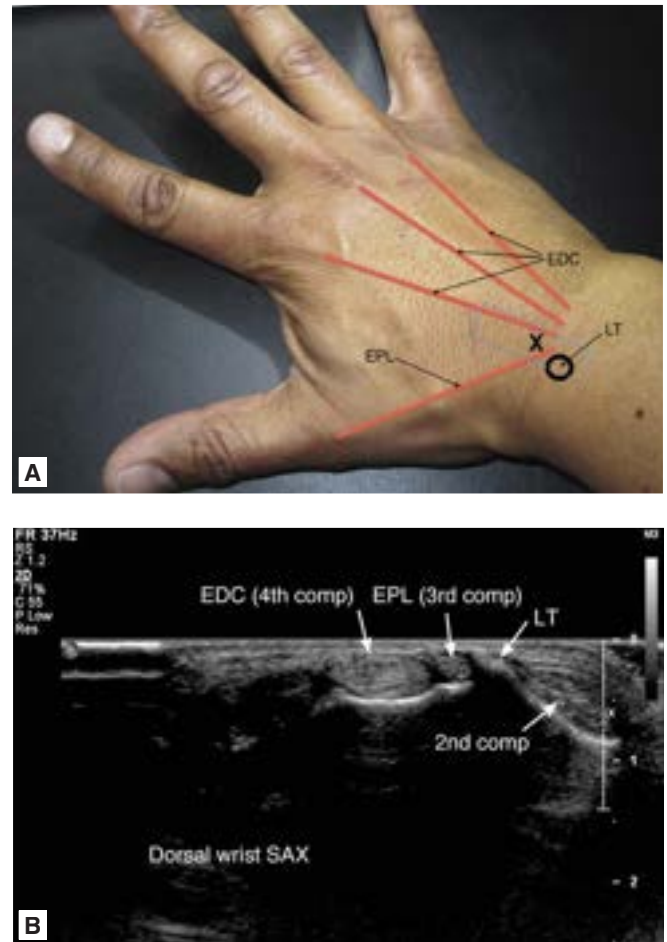 EDC
X
LT
EPL
A
FR 37Hz
RS
Z 1.2
2D
71%
C 55
P Low
Res
M3
EDC (4th comp) EPL (3rd comp)
LT
2nd comp
x
1
Dorsal wrist SAX
2
B